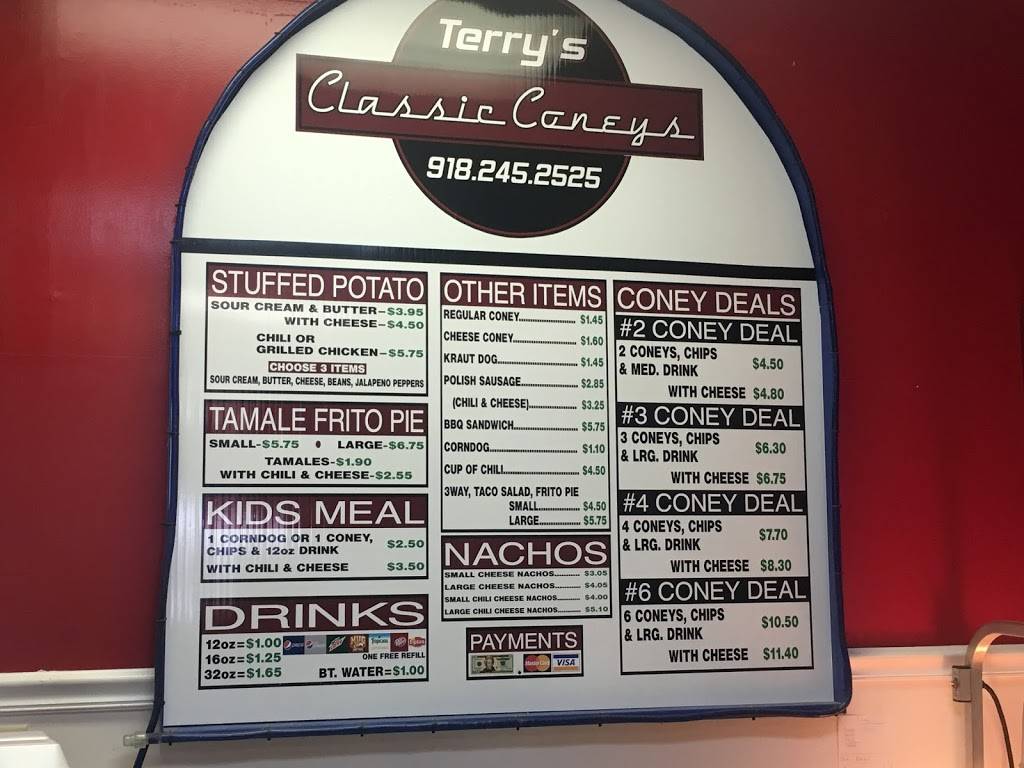 Terry's
Classic Coneys
918.245.2525
STUFFED POTATO
SOUR CREAM & BUTTER-$3.95
WITH CHEESE-$4.50
CHILI OR
GRILLED CHICKEN-$5.75
CHOOSE 3 ITEMS
SOUR CREAM, BUTTER, CHEESE, BEANS, JALAPENO PEPPERS
TAMALE FRITO PIE
SMALL-$5.75 • LARGE-$6.75
TAMALES-$1.90
WITH CHILI & CHEESE-$2.55
KIDS MEAL
1 CORNDOG OR 1 CONEY,
CHIPS & 12oz DRINK $2.50
WITH CHILI & CHEESE $3.50
DRINKS
12oz=$1.00
16oz=$1.25 ONE FREE REFILL
32oz=$1.65 BT. WATER=$1.00
OTHER ITEMS
REGULAR CONEY........................ $1.45
CHEESE CONEY......................... $1.60
KRAUT DOG............................... $1.45
POLISH SAUSAGE....................... $2.85
(CHILI & CHEESE).................. $3.25
BBQ SANDWICH......................... $5.75
CORNDOG................................. $1.10
CUP OF CHILI............................. $4.50
3WAY, TACO SALAD, FRITO PIE
SMALL................... $4.50
LARGE................... $5.75
NACHOS
SMALL CHEESE NACHOS............ $3.05
LARGE CHEESE NACHOS............ $4.05
SMALL CHILI CHEESE NACHOS.......... $4.00
LARGE CHILI CHEESE NACHOS.......... $5.10
PAYMENTS
MasterCard VISA
CONEY DEALS
#2 CONEY DEAL
2 CONEYS, CHIPS
& MED. DRINK $4.50
WITH CHEESE $4.80
#3 CONEY DEAL
3 CONEYS, CHIPS
& LRG. DRINK $6.30
WITH CHEESE $6.75
#4 CONEY DEAL
4 CONEYS, CHIPS
& LRG. DRINK $7.70
WITH CHEESE $8.30
#6 CONEY DEAL
6 CONEYS, CHIPS
& LRG. DRINK $10.50
WITH CHEESE $11.40